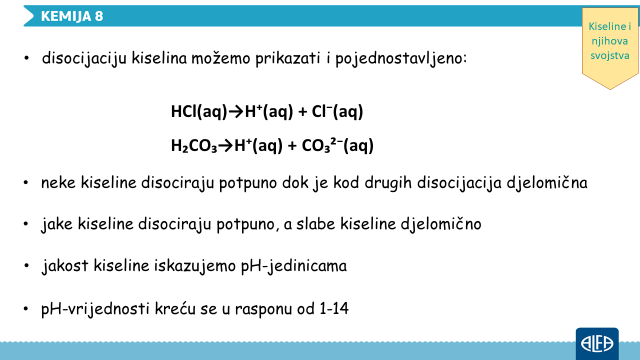 KEMIJA 8
Kiseline i
njihova
svojstva
• disocijaciju kiselina možemo prikazati i pojednostavljeno:
HCl(aq)→H⁺(aq) + Cl⁻(aq)
H₂CO₃→H⁺(aq) + CO₃²⁻(aq)
• neke kiseline disociraju potpuno dok je kod drugih disocijacija djelomična
• jake kiseline disociraju potpuno, a slabe kiseline djelomično
• jakost kiseline iskazujemo pH-jedinicama
• pH-vrijednosti kreću se u rasponu od 1-14
ALFA